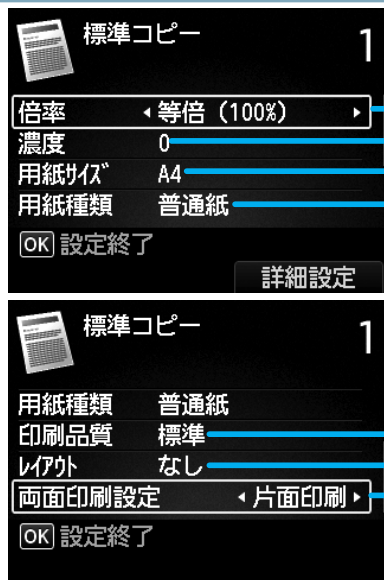 標準コピー 1
倍率 等倍（100%）
濃度 0
用紙ｻｲｽﾞ A4
用紙種類 普通紙
OK 設定終了
詳細設定
標準コピー 1
用紙種類 普通紙
印刷品質 標準
ﾚｲｱｳﾄ なし
両面印刷設定 片面印刷
OK 設定終了